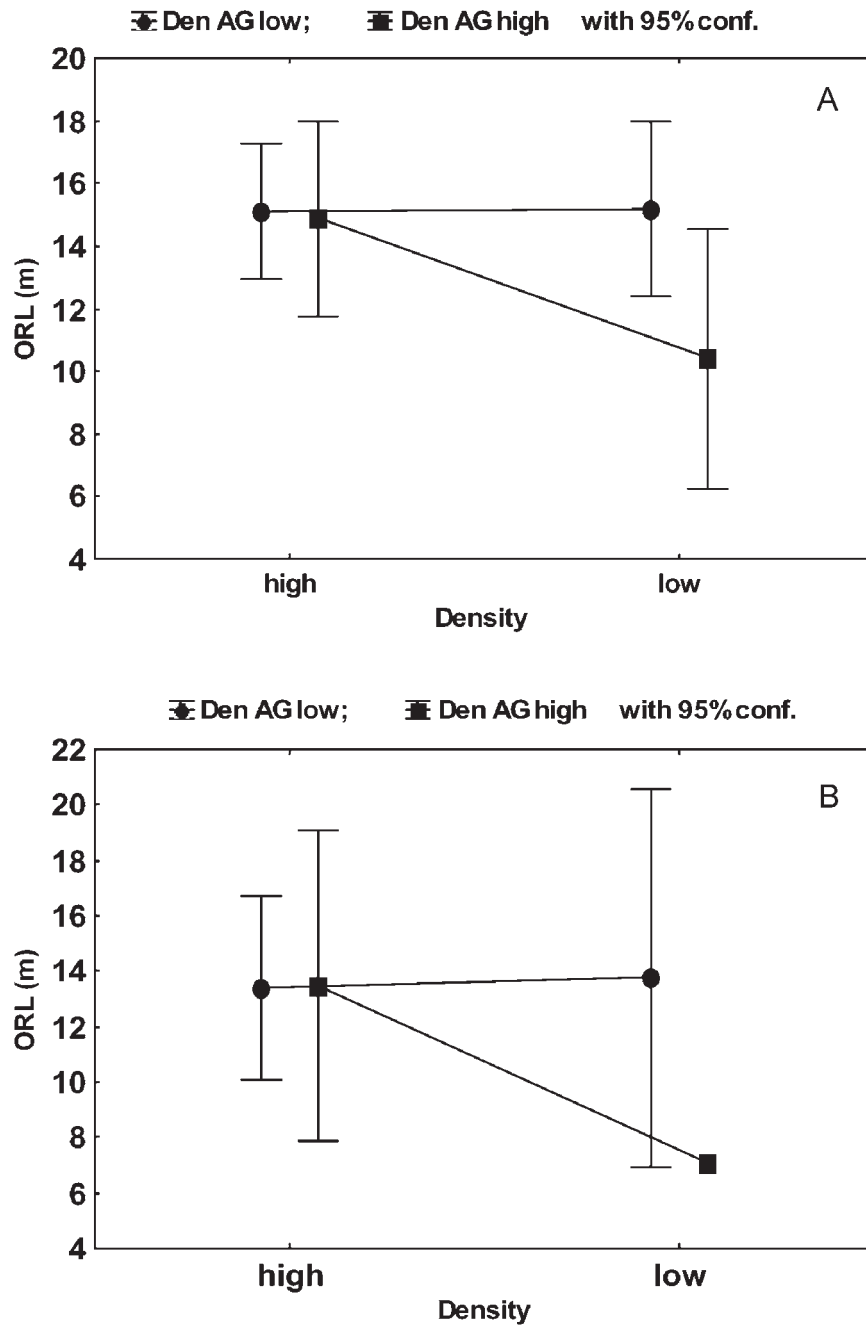 Den AG low; Den AG high with 95% conf.
A
20
18
16
14
12
10
8
6
4
ORL (m)
high low
Density
Den AG low; Den AG high with 95% conf.
B
22
20
18
16
14
12
10
8
6
4
ORL (m)
high low
Density